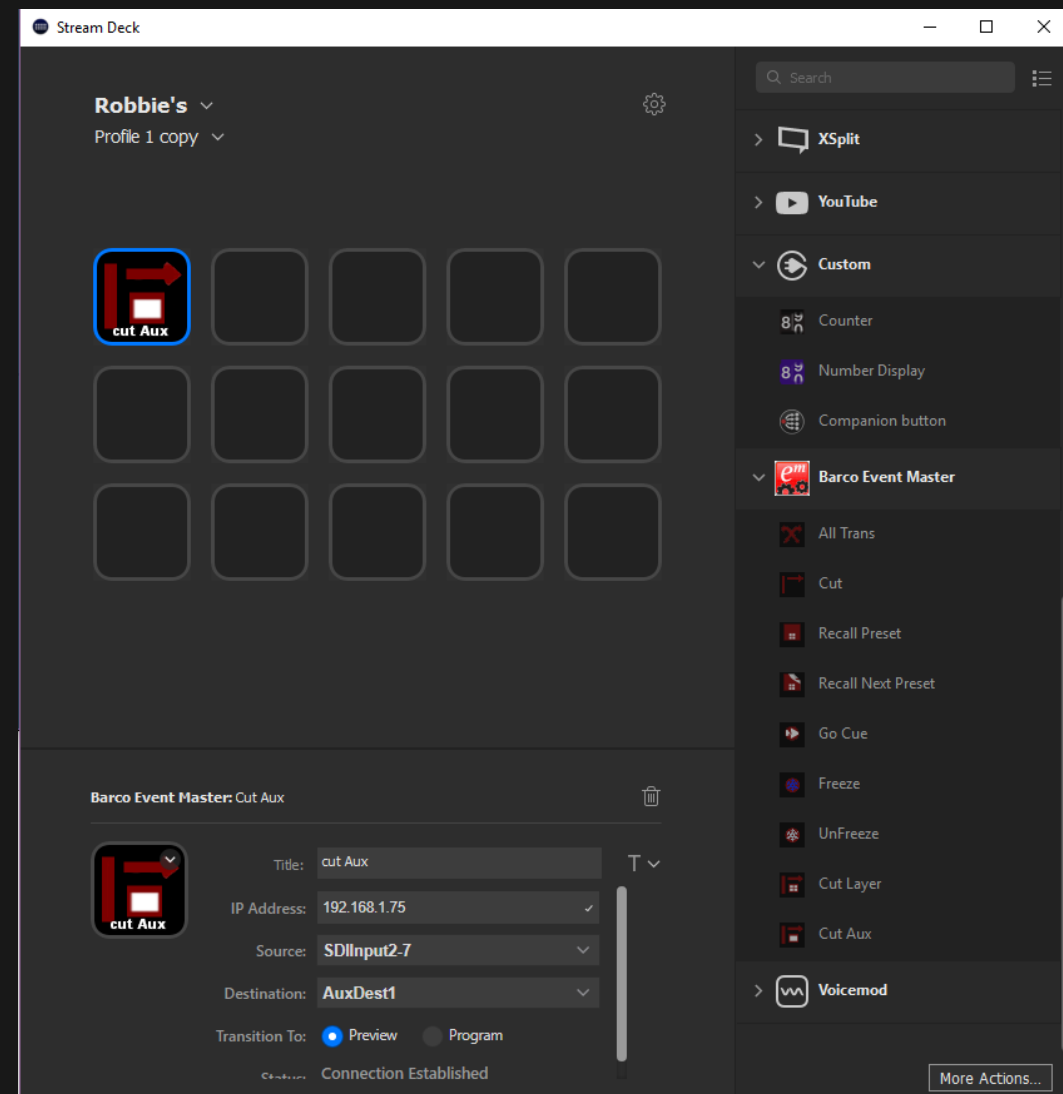 Stream Deck
Robbie's
Profile 1 copy
cut Aux
Barco Event Master: Cut Aux
cut Aux
Title: cut Aux
IP Address: 192.168.1.75
Source: SDIInput2-7
Destination: AuxDest1
Transition To: Preview Program
Status: Connection Established
Search
XSplit
YouTube
Custom
Counter
Number Display
Companion button
em Barco Event Master
All Trans
Cut
Recall Preset
Recall Next Preset
Go Cue
Freeze
UnFreeze
Cut Layer
Cut Aux
Voicemod
More Actions...